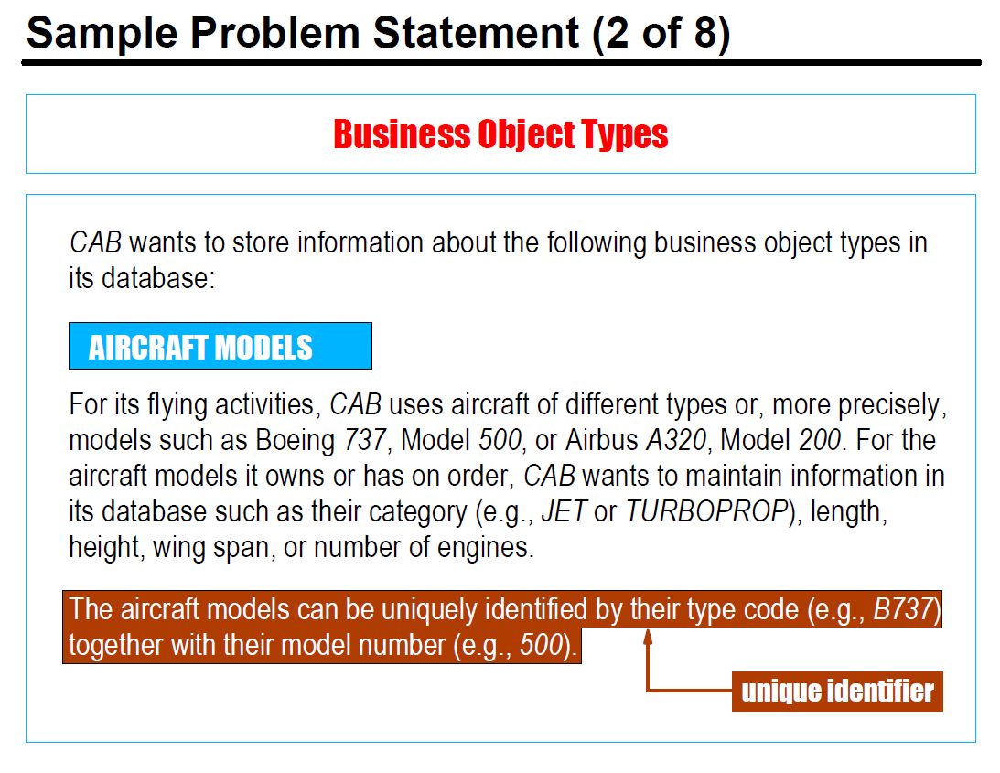 Sample Problem Statement (2 of 8)
Business Object Types
CAB wants to store information about the following business object types in
its database:
AIRCRAFT MODELS
For its flying activities, CAB uses aircraft of different types or, more precisely,
models such as Boeing 737, Model 500, or Airbus A320, Model 200. For the
aircraft models it owns or has on order, CAB wants to maintain information in
its database such as their category (e.g., JET or TURBOPROP), length,
height, wing span, or number of engines.
The aircraft models can be uniquely identified by their type code (e.g., B737)
together with their model number (e.g., 500).
unique identifier